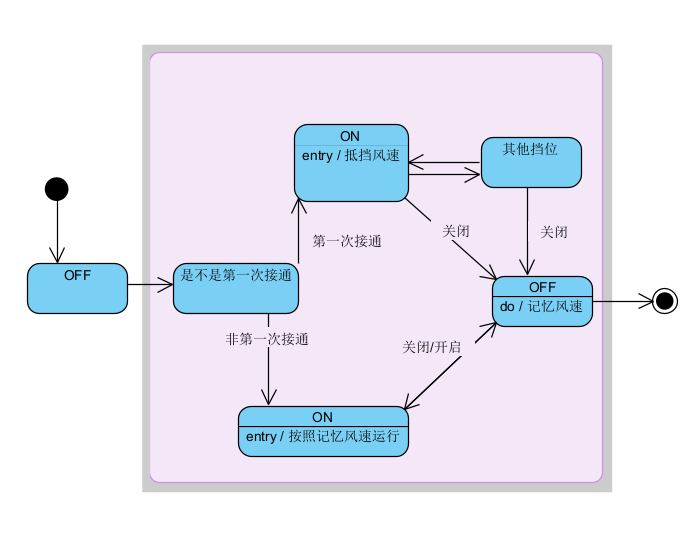 ON
entry / 抵挡风速
其他挡位
第一次接通
关闭
关闭
OFF
是不是第一次接通
OFF
do / 记忆风速
非第一次接通
关闭/开启
ON
entry / 按照记忆风速运行